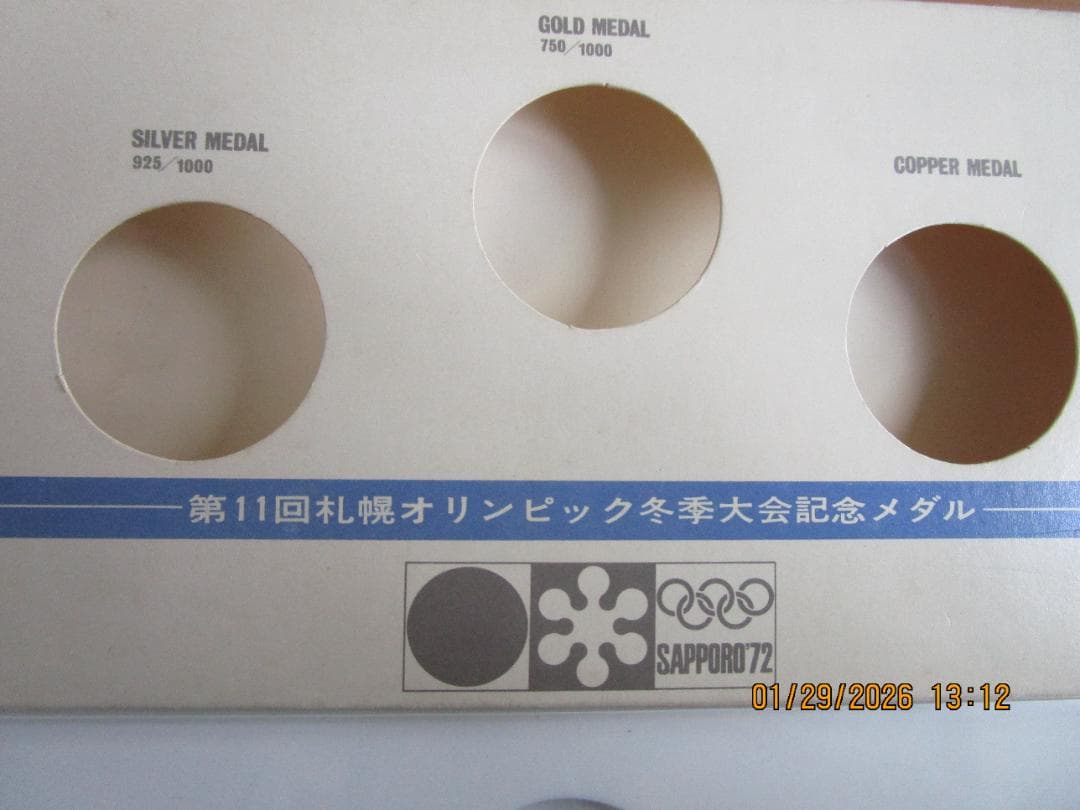 GOLD MEDAL
750/1000
SILVER MEDAL
925/1000
COPPER MEDAL
第11回札幌オリンピック冬季大会記念メダル
SAPPORO'72
01/29/2026 13:12